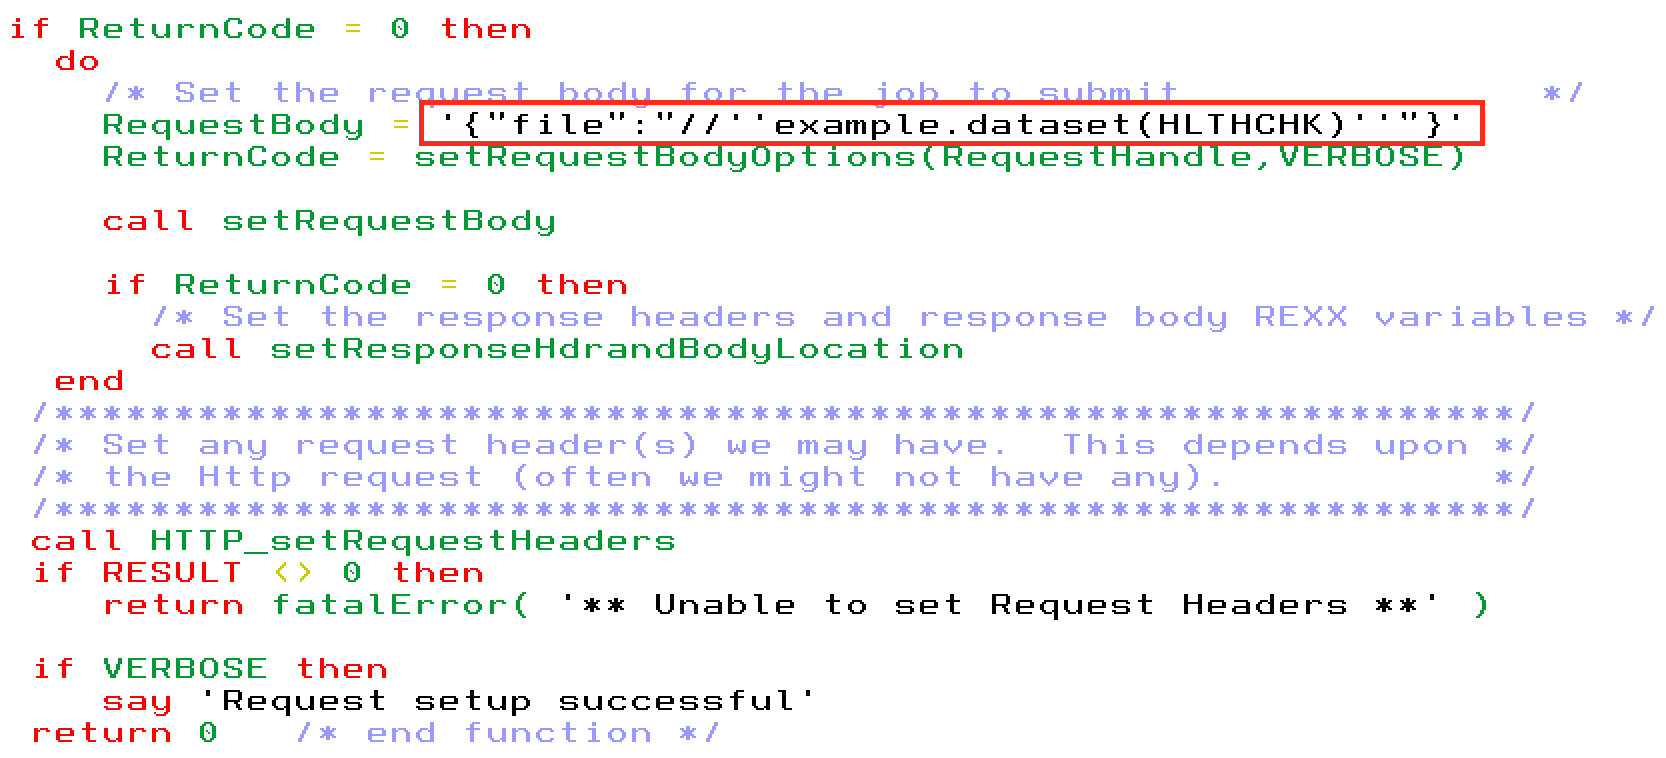 if ReturnCode = 0 then
  do
    /* Set the request body for the job to submit               */
    RequestBody = '{"file":"//''example.dataset(HLTHCHK)''"}'
    ReturnCode = setRequestBodyOptions(RequestHandle,VERBOSE)
    call setRequestBody
    if ReturnCode = 0 then
      /* Set the response headers and response body REXX variables */
      call setResponseHdrandBodyLocation
  end
 /*************************************************************/
 /* Set any request header(s) we may have.  This depends upon */
 /* the Http request (often we might not have any).           */
 /*************************************************************/
 call HTTP_setRequestHeaders
 if RESULT <> 0 then
    return fatalError( '** Unable to set Request Headers **' )
 if VERBOSE then
    say 'Request setup successful'
 return 0   /* end function */